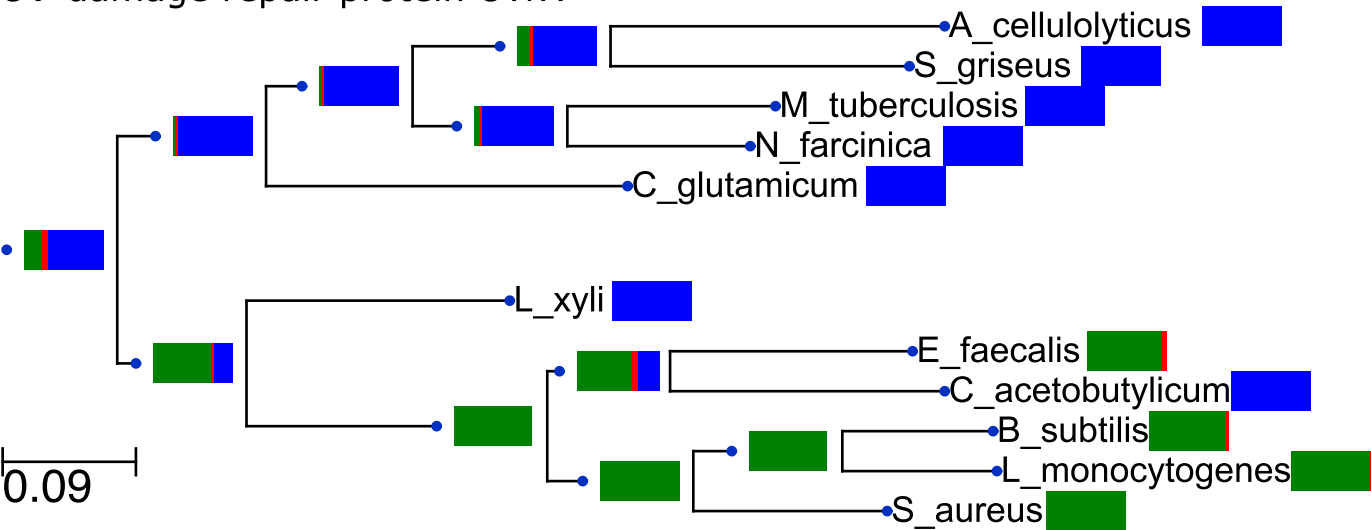 A_cellulolyticus
S_griseus
M_tuberculosis
N_farcinica
C_glutamicum
L_xyli
E_faecalis
C_acetobutylicum
B_subtilis
L_monocytogenes
S_aureus
0.09